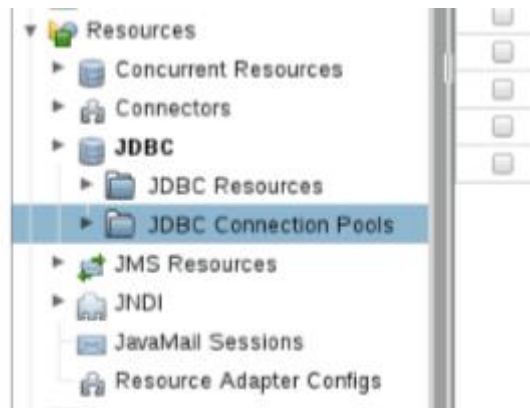 Resources
Concurrent Resources
Connectors
JDBC
JDBC Resources
JDBC Connection Pools
JMS Resources
JNDI
JavaMail Sessions
Resource Adapter Configs